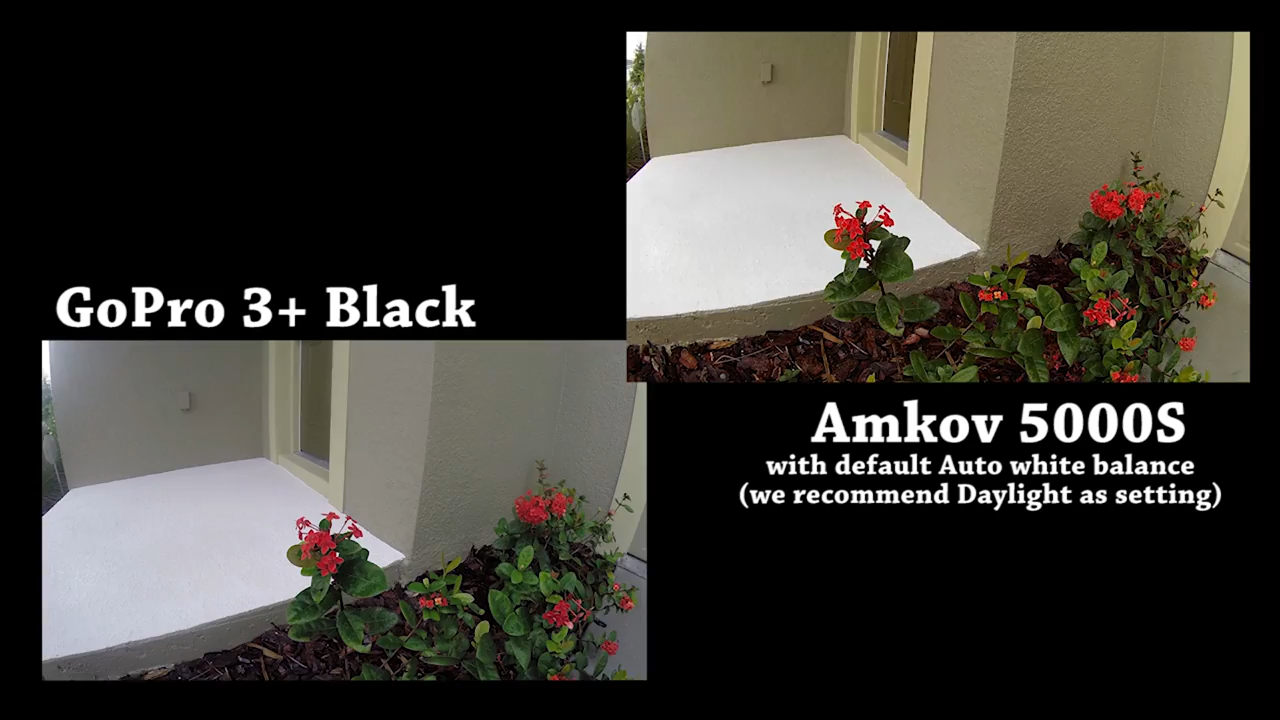 GoPro 3+ Black
Amkov 5000S
with default Auto white balance
(we recommend Daylight as setting)